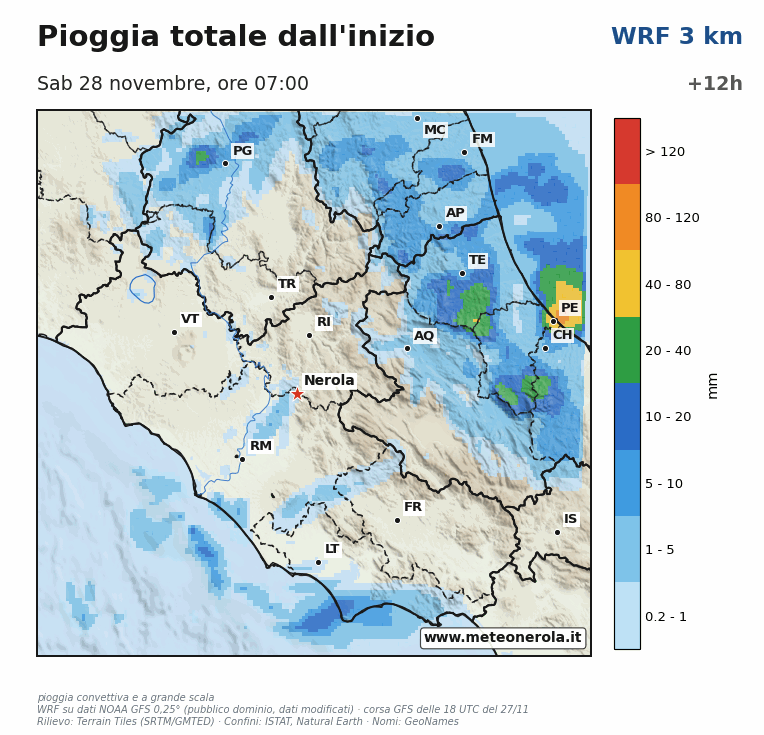 Pioggia totale dall'inizio
WRF 3 km
Sab 28 novembre, ore 07:00
+12h
MC
FM
PG
AP
TE
TR
PE
VT
RI
AQ
CH
Nerola
RM
FR
IS
LT
www.meteonerola.it
> 120
80 - 120
40 - 80
20 - 40
10 - 20
5 - 10
1 - 5
0.2 - 1
mm
pioggia convettiva e a grande scala
WRF su dati NOAA GFS 0,25° (pubblico dominio, dati modificati) · corsa GFS delle 18 UTC del 27/11
Rilievo: Terrain Tiles (SRTM/GMTED) · Confini: ISTAT, Natural Earth · Nomi: GeoNames